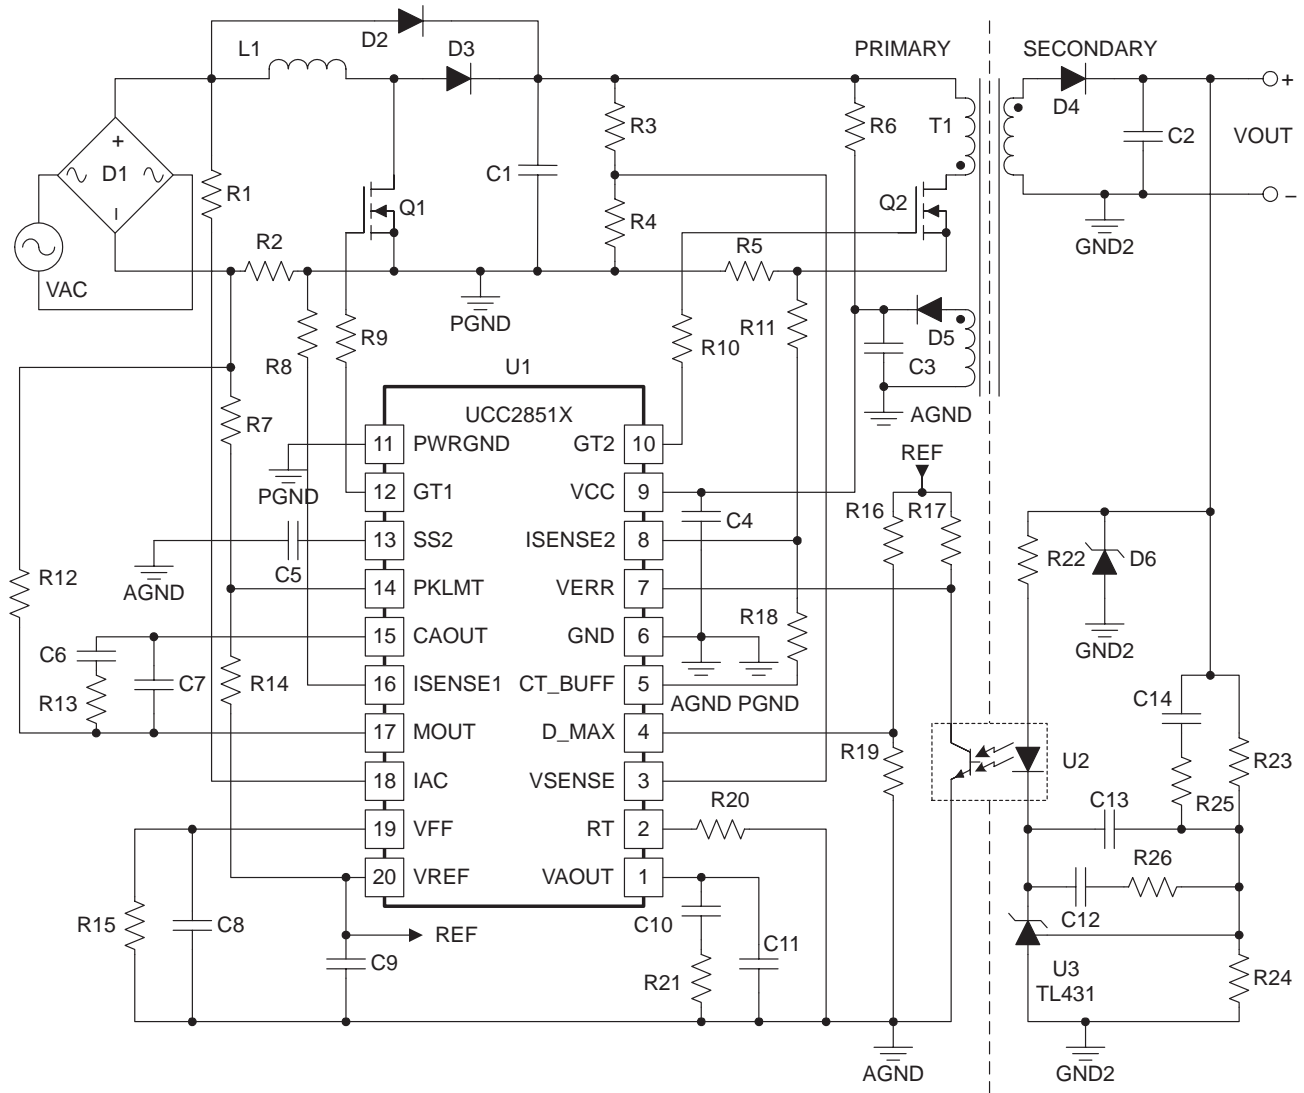 D2
L1
D3
PRIMARY
SECONDARY
+
D4
R3
R6
T1
C2
VOUT
+
D1
−
R1
C1
Q1
R4
Q2
−
R2
R5
GND2
VAC
PGND
R8
R9
R10
R11
D5
C3
U1
AGND
R7
UCC2851X
11 PWRGND
GT2 10
REF
PGND
12 GT1
VCC 9
C4
R16
R17
13 SS2
ISENSE2 8
C5
AGND
R22
D6
R12
14 PKLMT
VERR 7
R18
15 CAOUT
GND 6
GND2
C6
C7
R14
16 ISENSE1
CT_BUFF 5
AGND PGND
R13
C14
17 MOUT
D_MAX 4
R19
U2
R23
18 IAC
VSENSE 3
R25
R20
C13
19 VFF
RT 2
R26
20 VREF
VAOUT 1
C12
R15
C8
REF
C10
C11
C9
R21
U3
TL431
R24
AGND
GND2